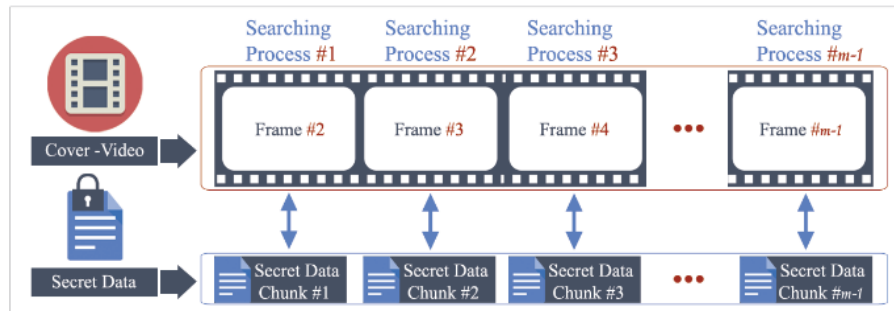 Searching
Process #1
Searching
Process #2
Searching
Process #3
Searching
Process #m-1
Cover -Video
Frame #2
Frame #3
Frame #4
Frame #m-1
Secret Data
Secret Data
Chunk #1
Secret Data
Chunk #2
Secret Data
Chunk #3
Secret Data
Chunk #m-1